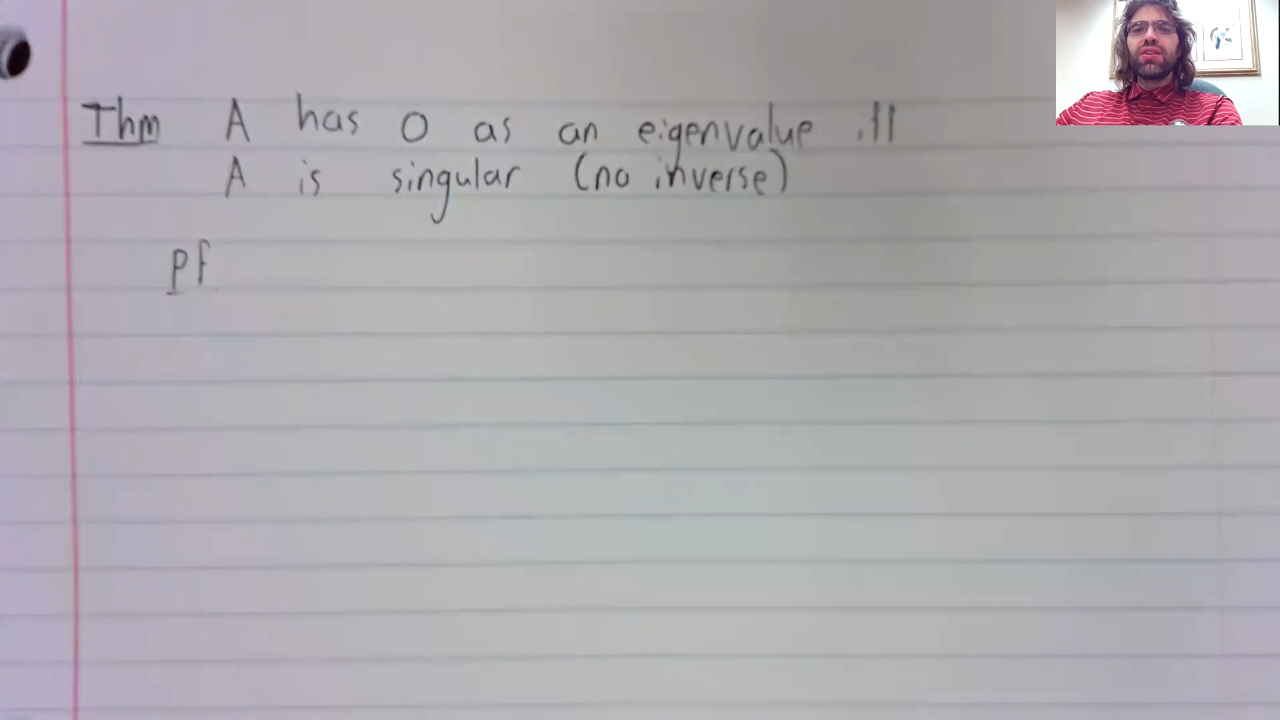 Thm A has 0 as an eigenvalue iff
A is singular (no inverse)
pf